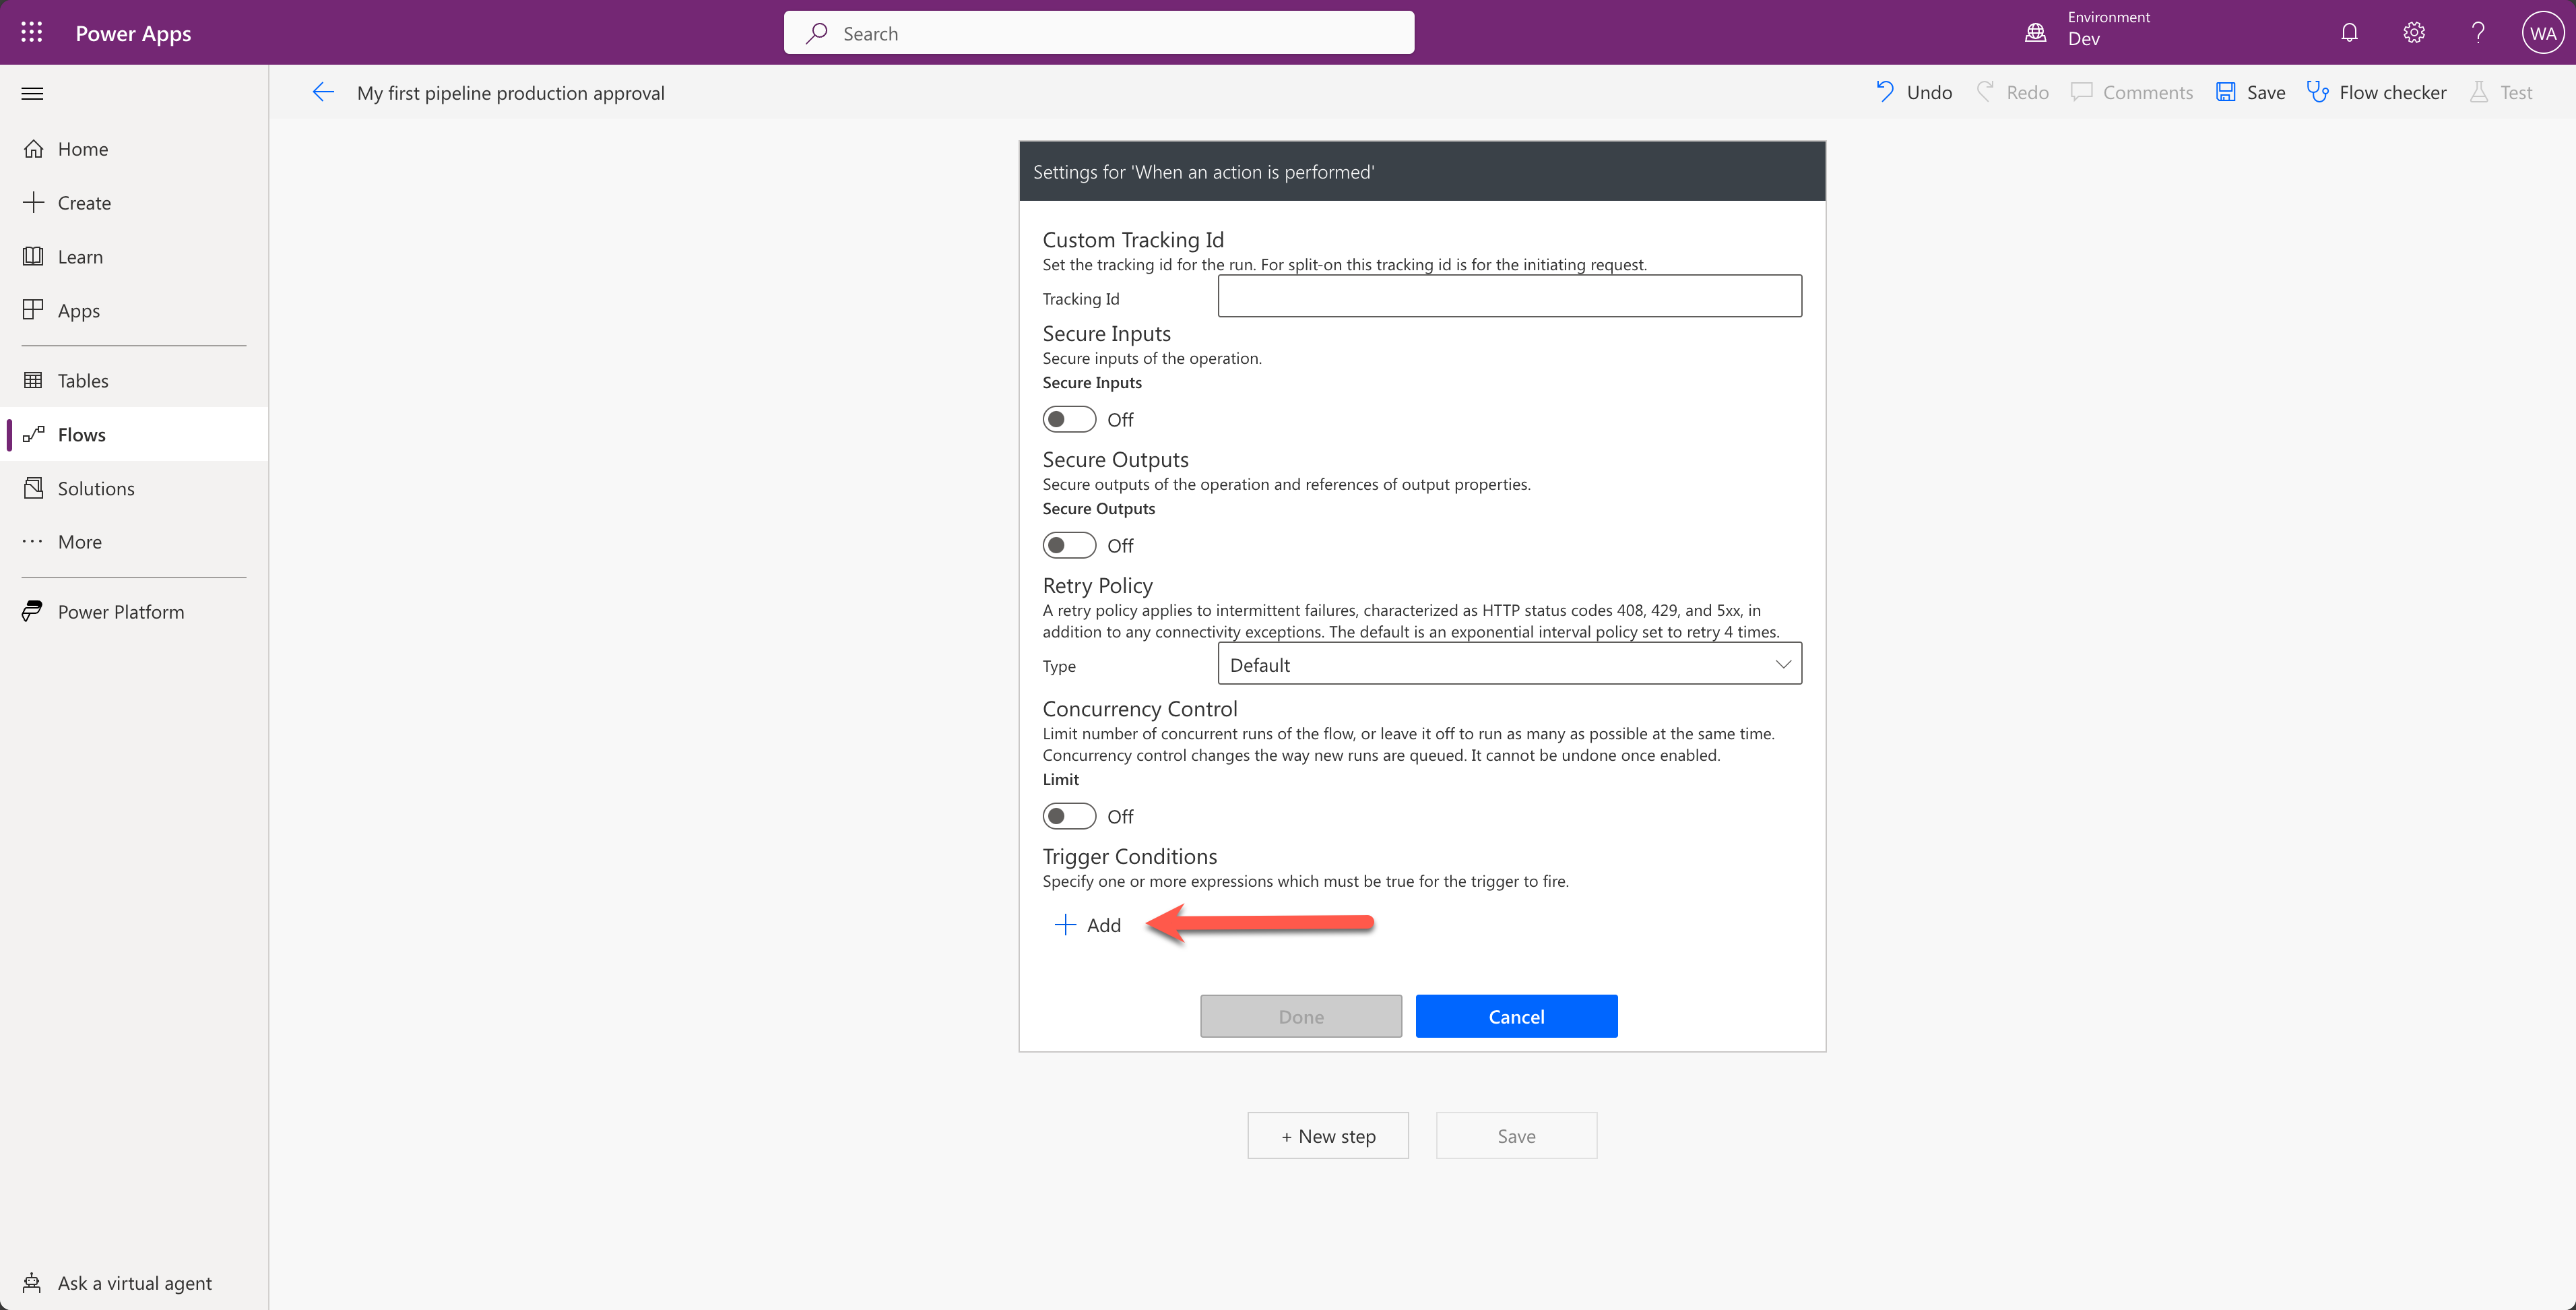 Power Apps
Search
Environment
Dev
WA
My first pipeline production approval
Undo
Redo
Comments
Save
Flow checker
Test
Home
Create
Learn
Apps
Tables
Flows
Solutions
More
Power Platform
Ask a virtual agent
Settings for 'When an action is performed'
Custom Tracking Id
Set the tracking id for the run. For split-on this tracking id is for the initiating request.
Tracking Id
Secure Inputs
Secure inputs of the operation.
Secure Inputs
Off
Secure Outputs
Secure outputs of the operation and references of output properties.
Secure Outputs
Off
Retry Policy
A retry policy applies to intermittent failures, characterized as HTTP status codes 408, 429, and 5xx, in
addition to any connectivity exceptions. The default is an exponential interval policy set to retry 4 times.
Type
Default
Concurrency Control
Limit number of concurrent runs of the flow, or leave it off to run as many as possible at the same time.
Concurrency control changes the way new runs are queued. It cannot be undone once enabled.
Limit
Off
Trigger Conditions
Specify one or more expressions which must be true for the trigger to fire.
Add
Done
Cancel
+ New step
Save